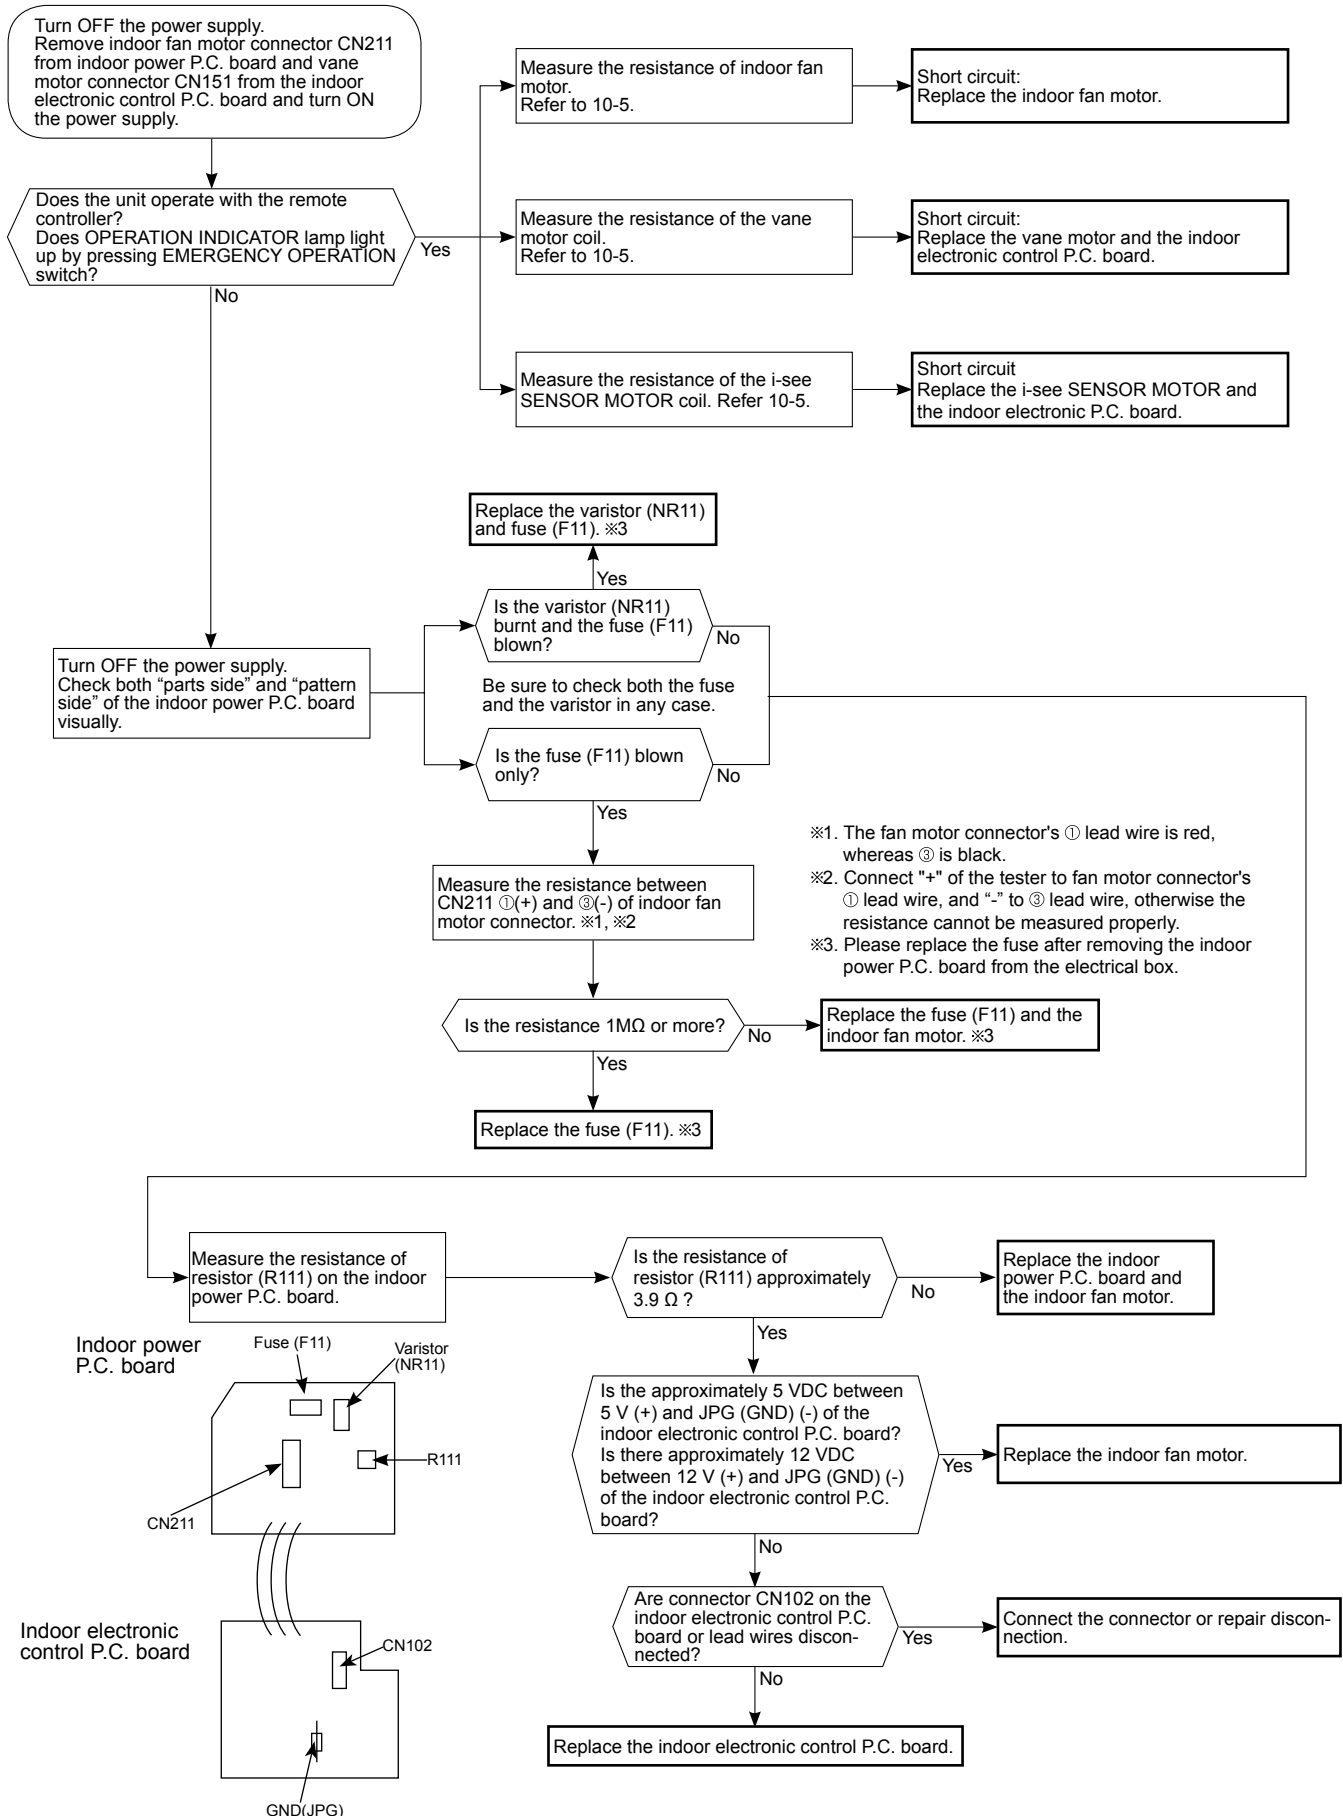 Turn OFF the power supply.
Remove indoor fan motor connector CN211
from indoor power P.C. board and vane
motor connector CN151 from the indoor
electronic control P.C. board and turn ON
the power supply.
Does the unit operate with the remote
controller?
Does OPERATION INDICATOR lamp light
up by pressing EMERGENCY OPERATION
switch?
Yes
No
Measure the resistance of indoor fan
motor.
Refer to 10-5.
Short circuit:
Replace the indoor fan motor.
Measure the resistance of the vane
motor coil.
Refer to 10-5.
Short circuit:
Replace the vane motor and the indoor
electronic control P.C. board.
Measure the resistance of the i-see
SENSOR MOTOR coil. Refer 10-5.
Short circuit
Replace the i-see SENSOR MOTOR and
the indoor electronic P.C. board.
Replace the varistor (NR11)
and fuse (F11). ※3
Yes
Is the varistor (NR11)
burnt and the fuse (F11)
blown?
No
Turn OFF the power supply.
Check both “parts side” and “pattern
side” of the indoor power P.C. board
visually.
Be sure to check both the fuse
and the varistor in any case.
Is the fuse (F11) blown
only?
No
Yes
Measure the resistance between
CN211 ①(+) and ③(-) of indoor fan
motor connector. ※1, ※2
※1. The fan motor connector's ① lead wire is red,
whereas ③ is black.
※2. Connect "+" of the tester to fan motor connector's
① lead wire, and “-” to ③ lead wire, otherwise the
resistance cannot be measured properly.
※3. Please replace the fuse after removing the indoor
power P.C. board from the electrical box.
Is the resistance 1MΩ or more?
No
Replace the fuse (F11) and the
indoor fan motor. ※3
Yes
Replace the fuse (F11). ※3
Measure the resistance of
resistor (R111) on the indoor
power P.C. board.
Is the resistance of
resistor (R111) approximately
3.9 Ω ?
No
Replace the indoor
power P.C. board and
the indoor fan motor.
Yes
Indoor power
P.C. board
Fuse (F11)
Varistor
(NR11)
R111
CN211
Is the approximately 5 VDC between
5 V (+) and JPG (GND) (-) of the
indoor electronic control P.C. board?
Is there approximately 12 VDC
between 12 V (+) and JPG (GND) (-)
of the indoor electronic control P.C.
board?
Yes
Replace the indoor fan motor.
No
Indoor electronic
control P.C. board
CN102
GND(JPG)
Are connector CN102 on the
indoor electronic control P.C.
board or lead wires discon-
nected?
Yes
Connect the connector or repair discon-
nection.
No
Replace the indoor electronic control P.C. board.